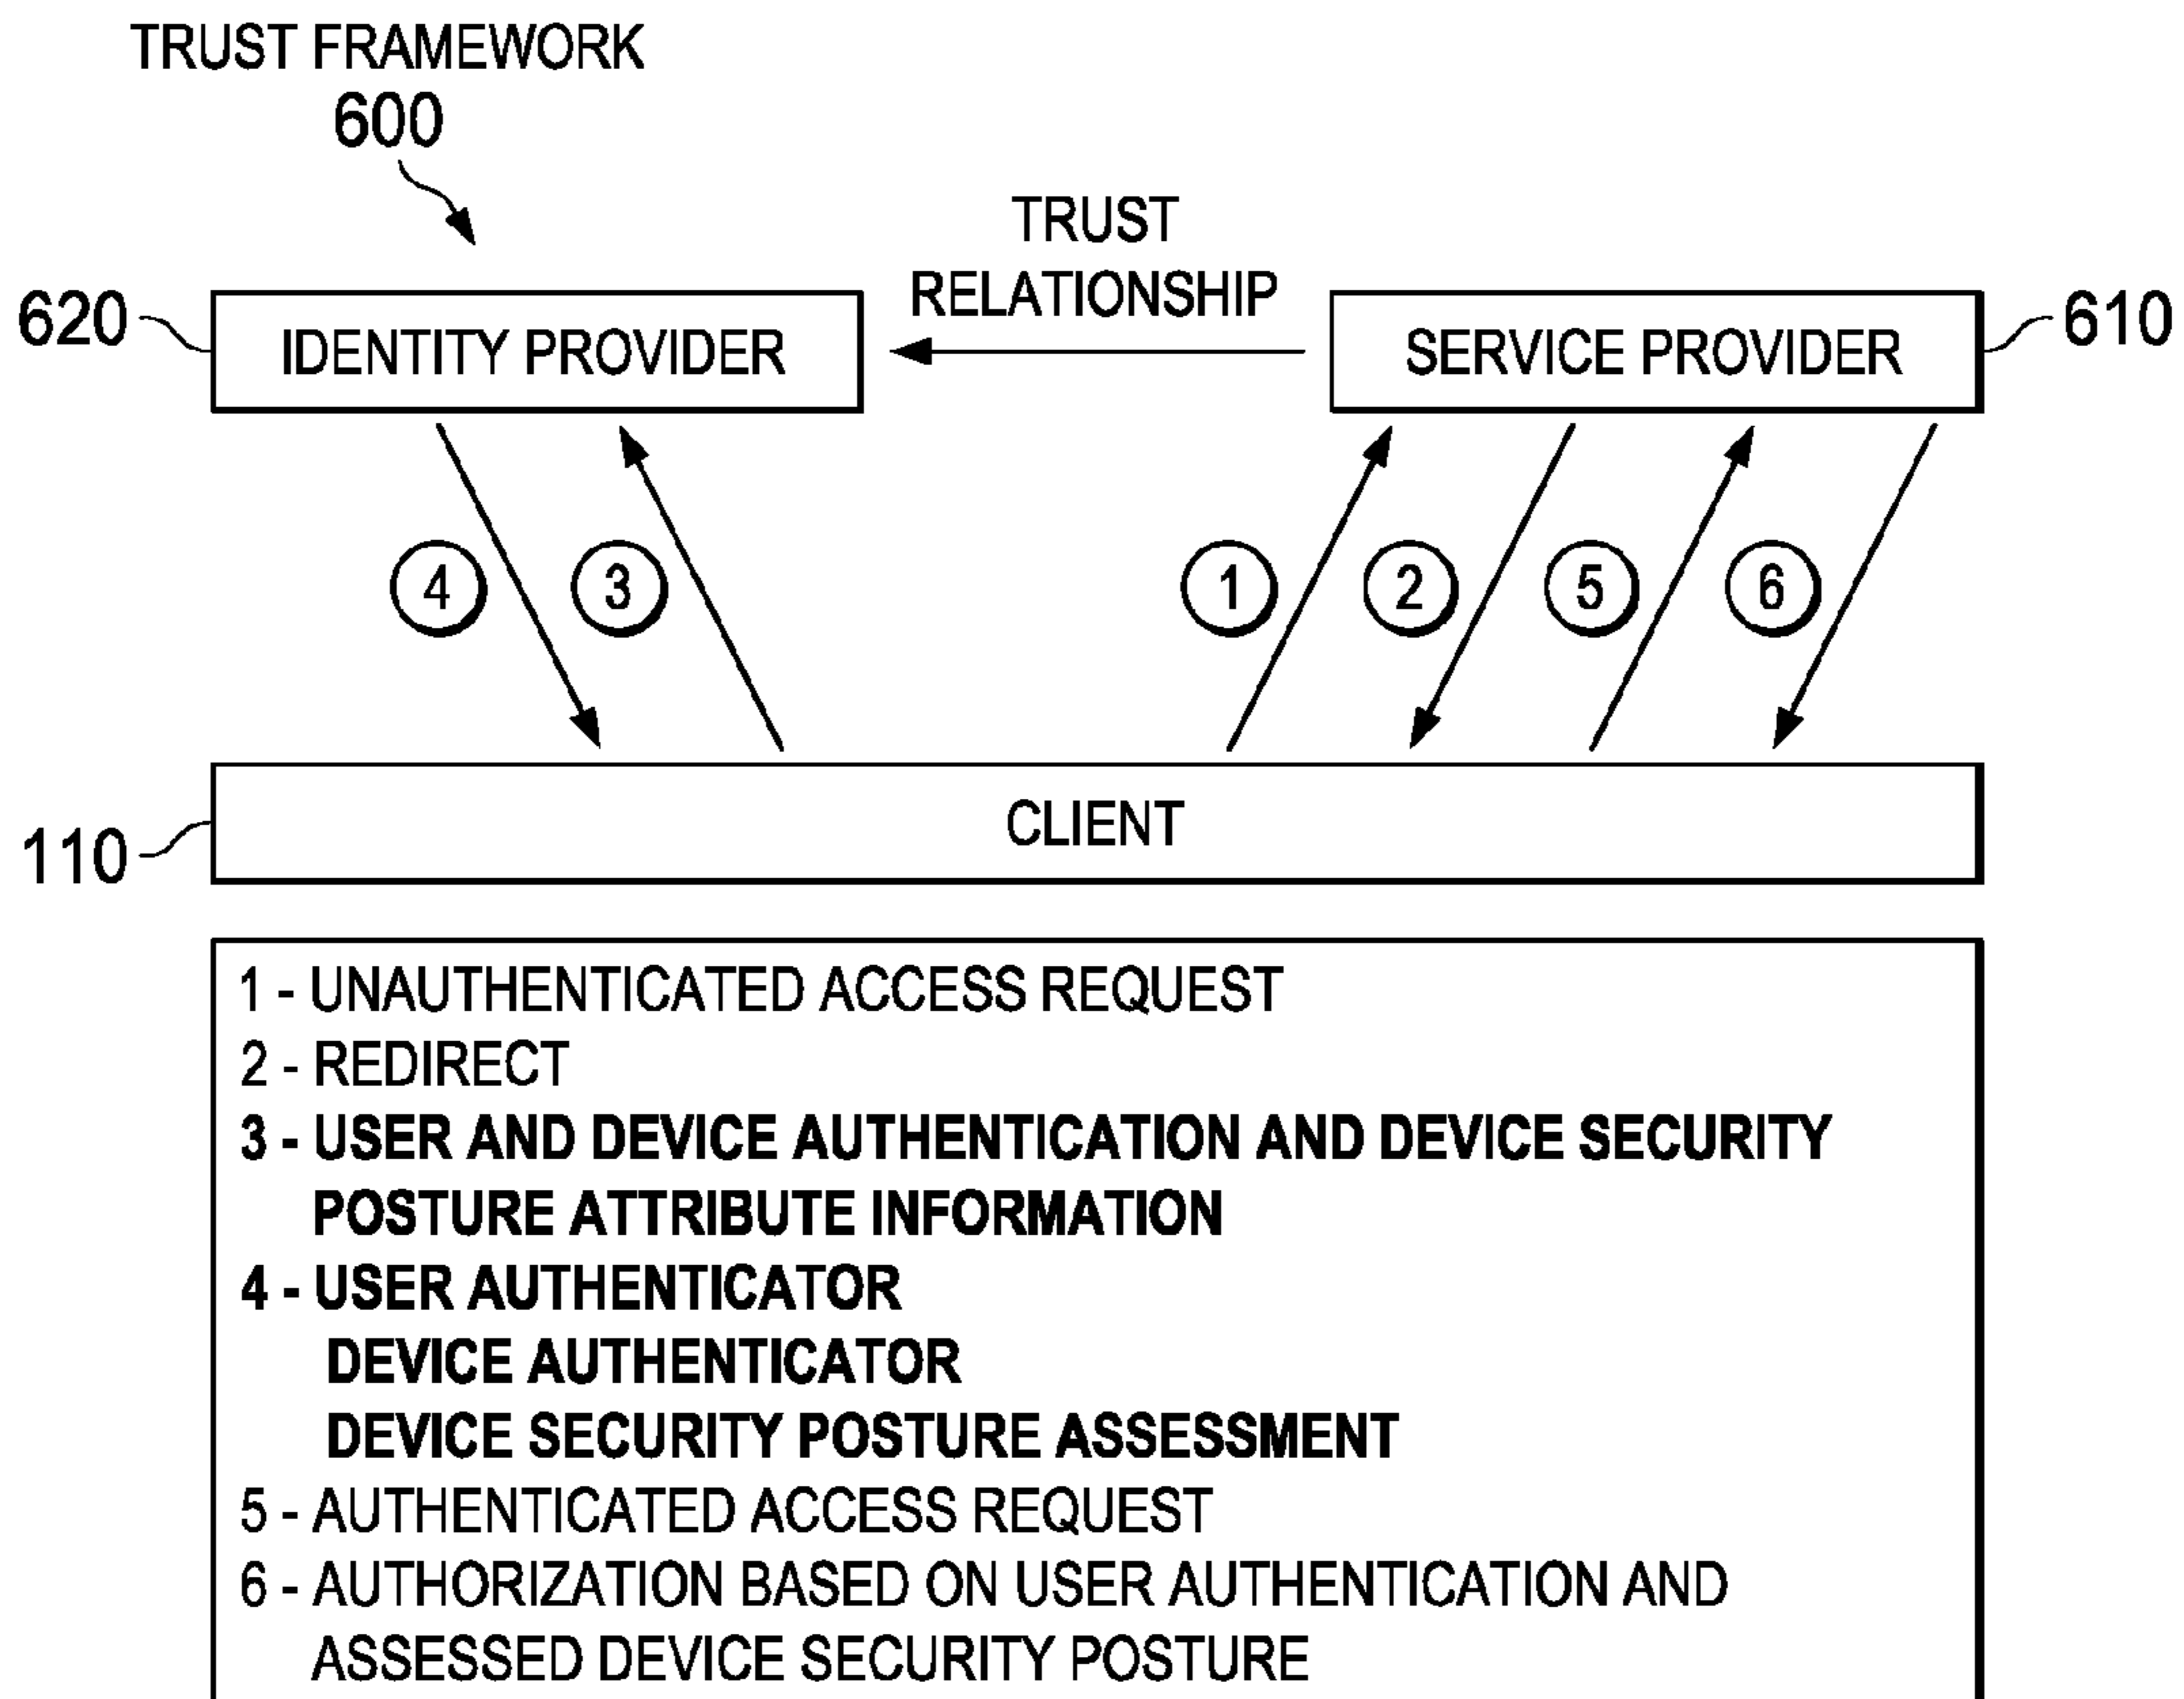 TRUST FRAMEWORK
600
TRUST
RELATIONSHIP
620
IDENTITY PROVIDER
SERVICE PROVIDER
610
4
3
1
2
5
6
CLIENT
110
1 - UNAUTHENTICATED ACCESS REQUEST
2 - REDIRECT
3 - USER AND DEVICE AUTHENTICATION AND DEVICE SECURITY
POSTURE ATTRIBUTE INFORMATION
4 - USER AUTHENTICATOR
DEVICE AUTHENTICATOR
DEVICE SECURITY POSTURE ASSESSMENT
5 - AUTHENTICATED ACCESS REQUEST
6 - AUTHORIZATION BASED ON USER AUTHENTICATION AND
ASSESSED DEVICE SECURITY POSTURE